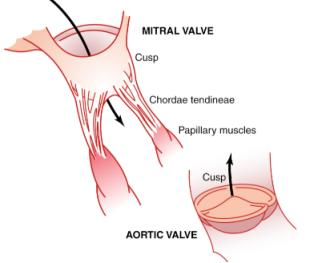 MITRAL VALVE
Cusp
Chordae tendineae
Papillary muscles
Cusp
AORTIC VALVE